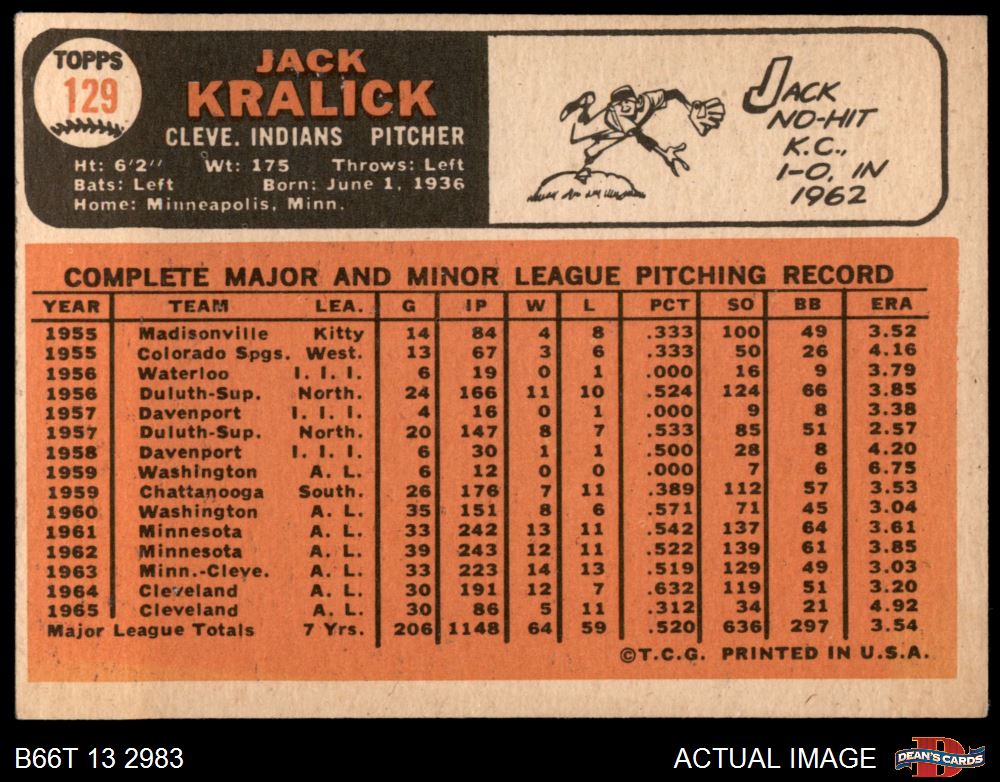 TOPPS
129
JACK
KRALICK
CLEVE. INDIANS PITCHER
Ht: 6'2" Wt: 175 Throws: Left
Bats: Left Born: June 1, 1936
Home: Minneapolis, Minn.
JACK
NO-HIT
K.C.,
1-0, IN
1962
COMPLETE MAJOR AND MINOR LEAGUE PITCHING RECORD
YEAR TEAM LEA. G IP W L PCT SO BB ERA
1955 Madisonville Kitty 14 84 4 8 .333 100 49 3.52
1955 Colorado Spgs. West. 13 67 3 6 .333 50 26 4.16
1956 Waterloo I. I. I. 6 19 0 1 .000 16 9 3.79
1956 Duluth-Sup. North. 24 166 11 10 .524 124 66 3.85
1957 Davenport I. I. I. 4 16 0 1 .000 9 8 3.38
1957 Duluth-Sup. North. 20 147 8 7 .533 85 51 2.57
1958 Davenport I. I. I. 6 30 1 1 .500 28 8 4.20
1959 Washington A. L. 6 12 0 0 .000 7 6 6.75
1959 Chattanooga South. 26 176 7 11 .389 112 57 3.53
1960 Washington A. L. 35 151 8 6 .571 71 45 3.04
1961 Minnesota A. L. 33 242 13 11 .542 137 64 3.61
1962 Minnesota A. L. 39 243 12 11 .522 139 61 3.85
1963 Minn.-Cleve. A. L. 33 223 14 13 .519 129 49 3.03
1964 Cleveland A. L. 30 191 12 7 .632 119 51 3.20
1965 Cleveland A. L. 30 86 5 11 .312 34 21 4.92
Major League Totals 7 Yrs. 206 1148 64 59 .520 636 297 3.54
©T.C.G. PRINTED IN U.S.A.
B66T 13 2983
ACTUAL IMAGE
D
DEAN'S CARDS